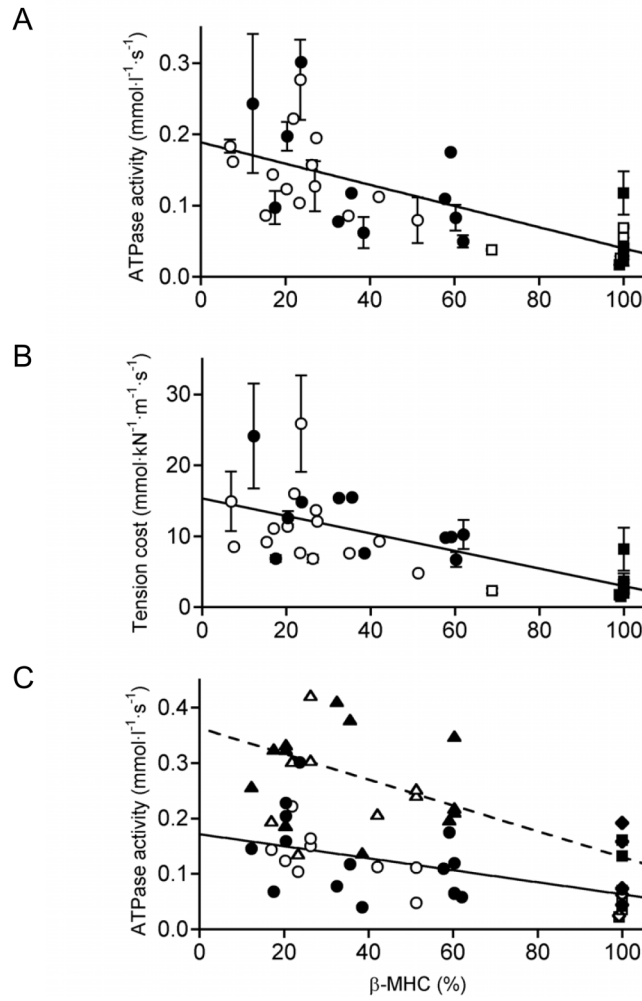 A
ATPase activity (mmol·l⁻¹·s⁻¹)
0.3
0.2
0.1
0.0
0 20 40 60 80 100
B
Tension cost (mmol·kN⁻¹·m⁻¹·s⁻¹)
30
20
10
0
0 20 40 60 80 100
C
ATPase activity (mmol·l⁻¹·s⁻¹)
0.4
0.3
0.2
0.1
0.0
0 20 40 60 80 100
β-MHC (%)